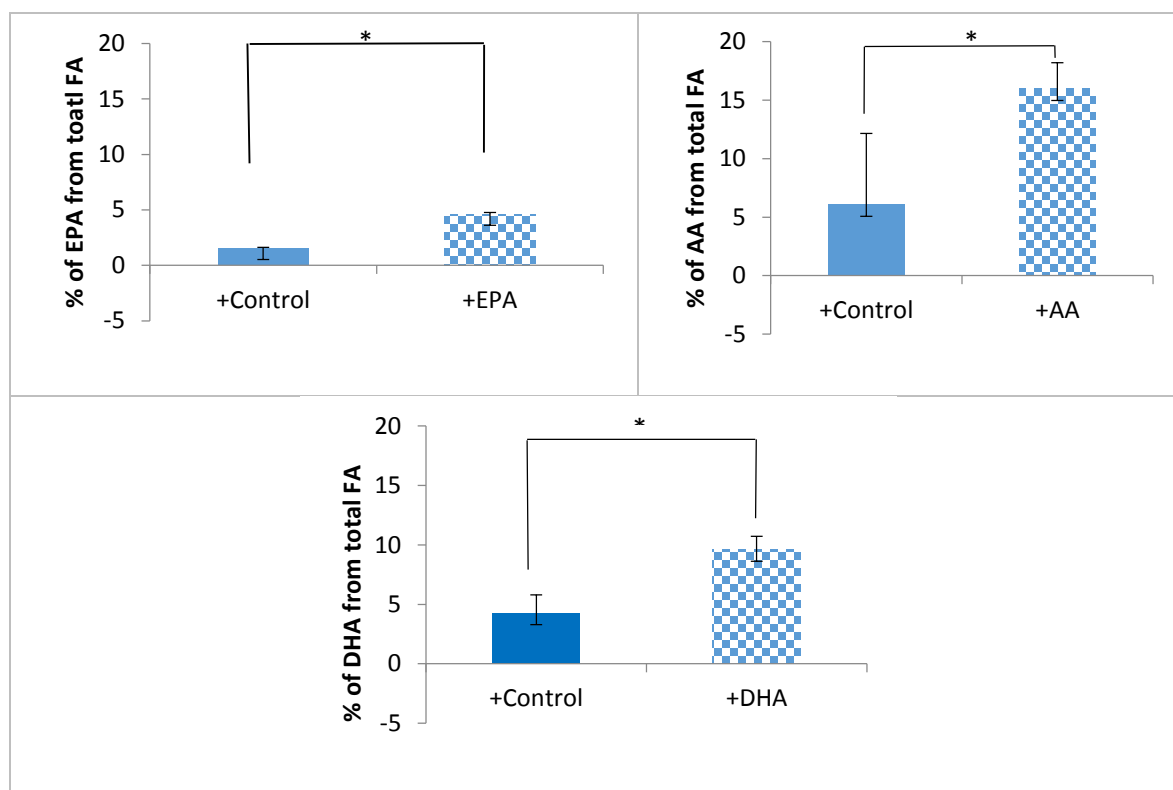 % of EPA from toatl FA
20
15
10
5
0
-5
*
+Control
+EPA
% of AA from total FA
20
15
10
5
0
-5
*
+Control
+AA
% of DHA from total FA
20
15
10
5
0
-5
*
+Control
+DHA